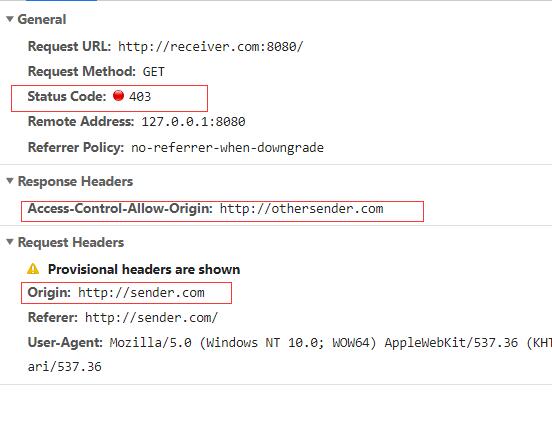 General
Request URL: http://receiver.com:8080/
Request Method: GET
Status Code: 403
Remote Address: 127.0.0.1:8080
Referrer Policy: no-referrer-when-downgrade
Response Headers
Access-Control-Allow-Origin: http://othersender.com
Request Headers
Provisional headers are shown
Origin: http://sender.com
Referer: http://sender.com/
User-Agent: Mozilla/5.0 (Windows NT 10.0; WOW64) AppleWebKit/537.36 (KHT
ari/537.36